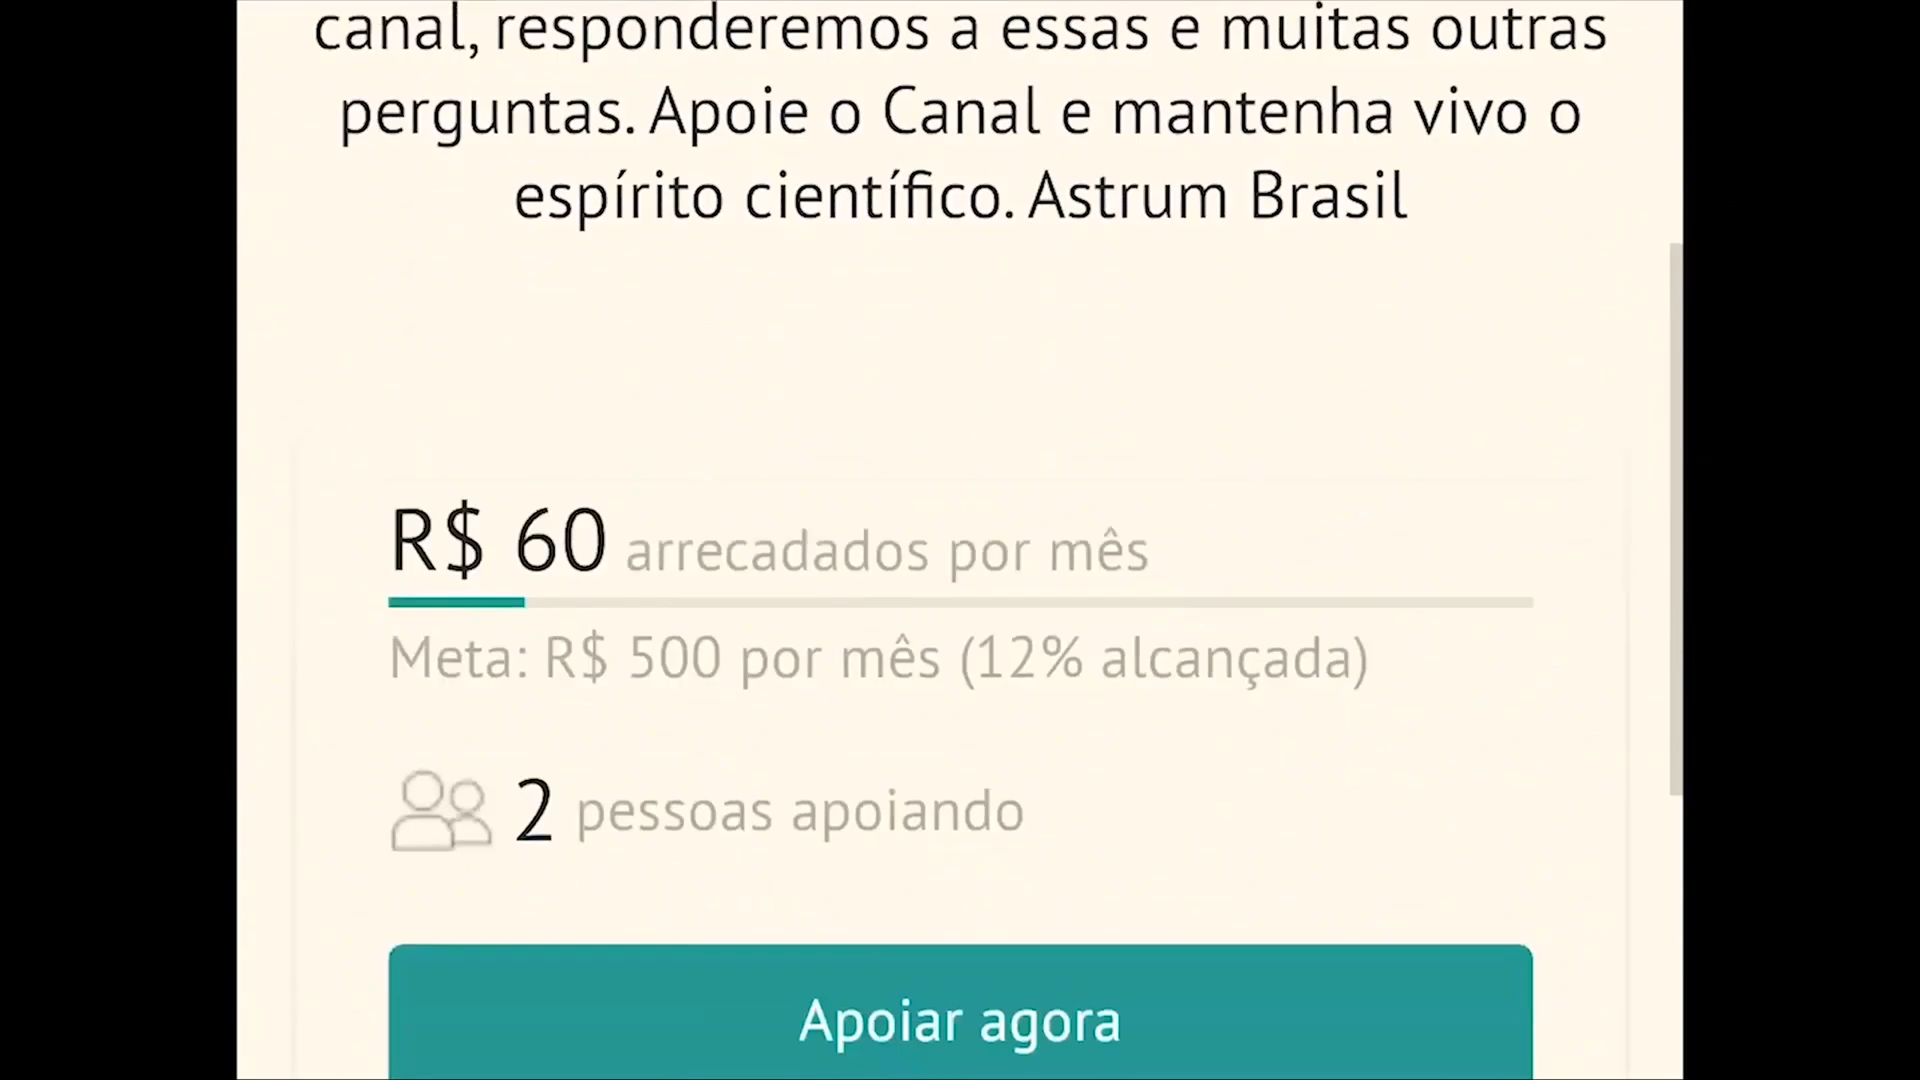 canal, responderemos a essas e muitas outras
perguntas. Apoie o Canal e mantenha vivo o
espírito científico. Astrum Brasil
R$ 60 arrecadados por mês
Meta: R$ 500 por mês (12% alcançada)
2 pessoas apoiando
Apoiar agora